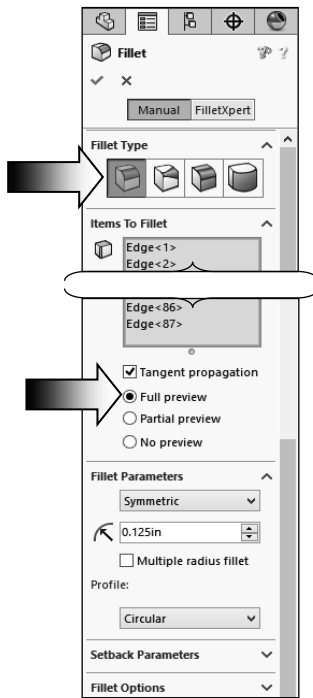 Fillet
?
Manual FilletXpert
Fillet Type
Items To Fillet
Edge<1>
Edge<2>
Edge<86>
Edge<87>
Tangent propagation
Full preview
Partial preview
No preview
Fillet Parameters
Symmetric
0.125in
Multiple radius fillet
Profile:
Circular
Setback Parameters
Fillet Options